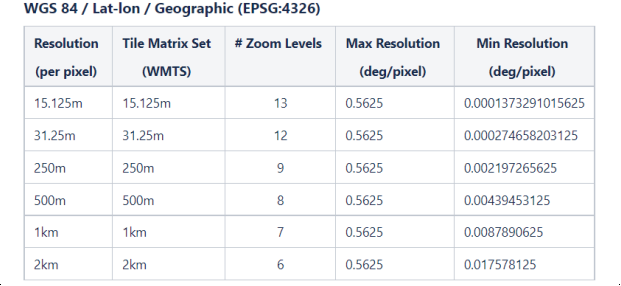 WGS 84 / Lat-lon / Geographic (EPSG:4326)
Resolution (per pixel) Tile Matrix Set (WMTS) # Zoom Levels Max Resolution (deg/pixel) Min Resolution (deg/pixel)
15.125m 15.125m 13 0.5625 0.0001373291015625
31.25m 31.25m 12 0.5625 0.000274658203125
250m 250m 9 0.5625 0.002197265625
500m 500m 8 0.5625 0.00439453125
1km 1km 7 0.5625 0.0087890625
2km 2km 6 0.5625 0.017578125